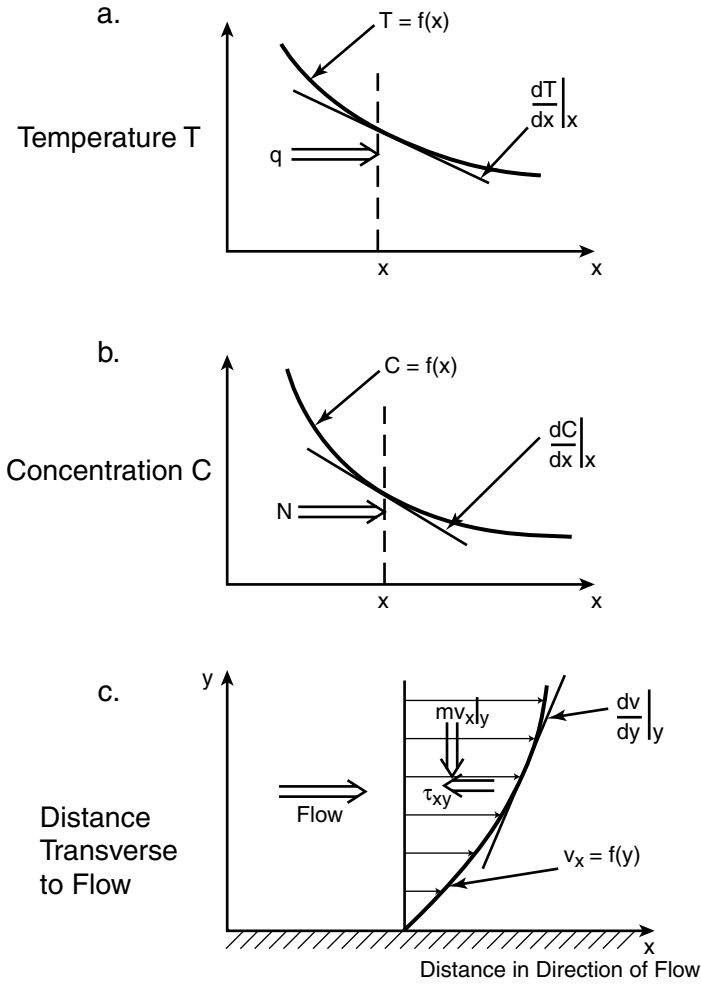 a.
T = f(x)
dT
dx
x
Temperature T
q
x
x
b.
C = f(x)
dC
dx
x
Concentration C
N
x
x
c.
y
mvx|y
dv
dy
y
τxy
Flow
Distance
Transverse
to Flow
vx = f(y)
x
Distance in Direction of Flow